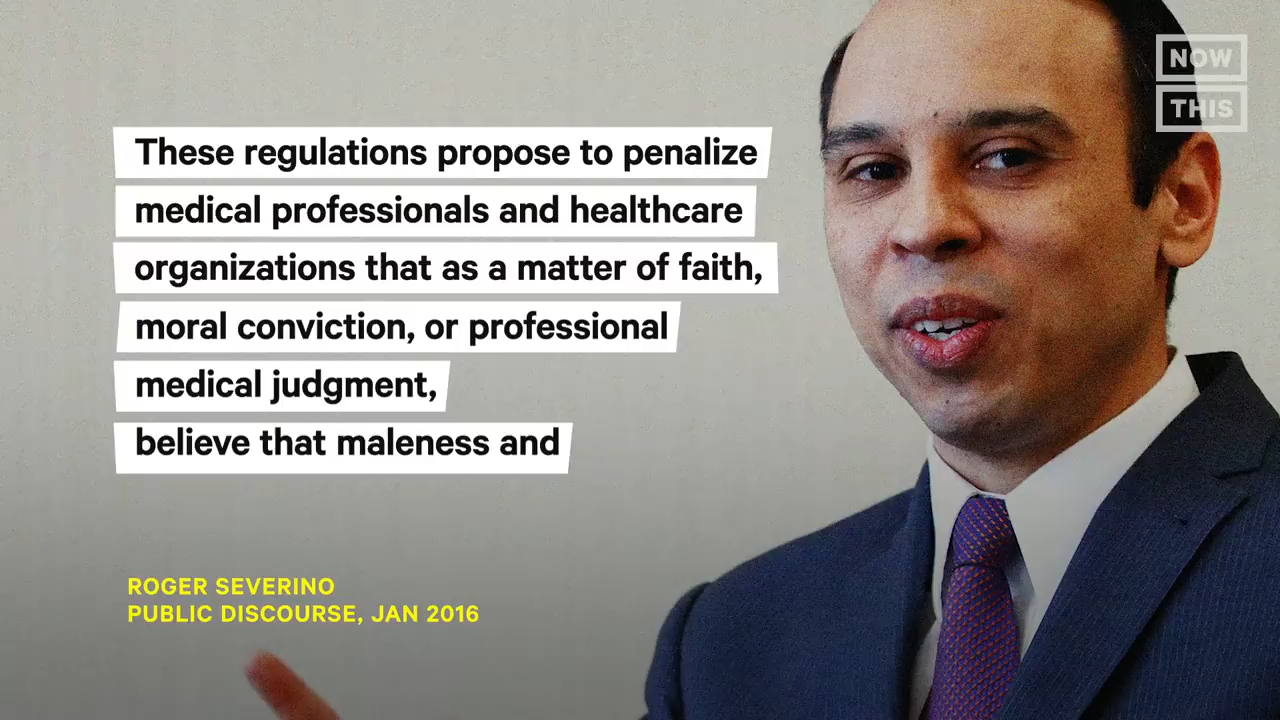 NOW
THIS
These regulations propose to penalize
medical professionals and healthcare
organizations that as a matter of faith,
moral conviction, or professional
medical judgment,
believe that maleness and
ROGER SEVERINO
PUBLIC DISCOURSE, JAN 2016